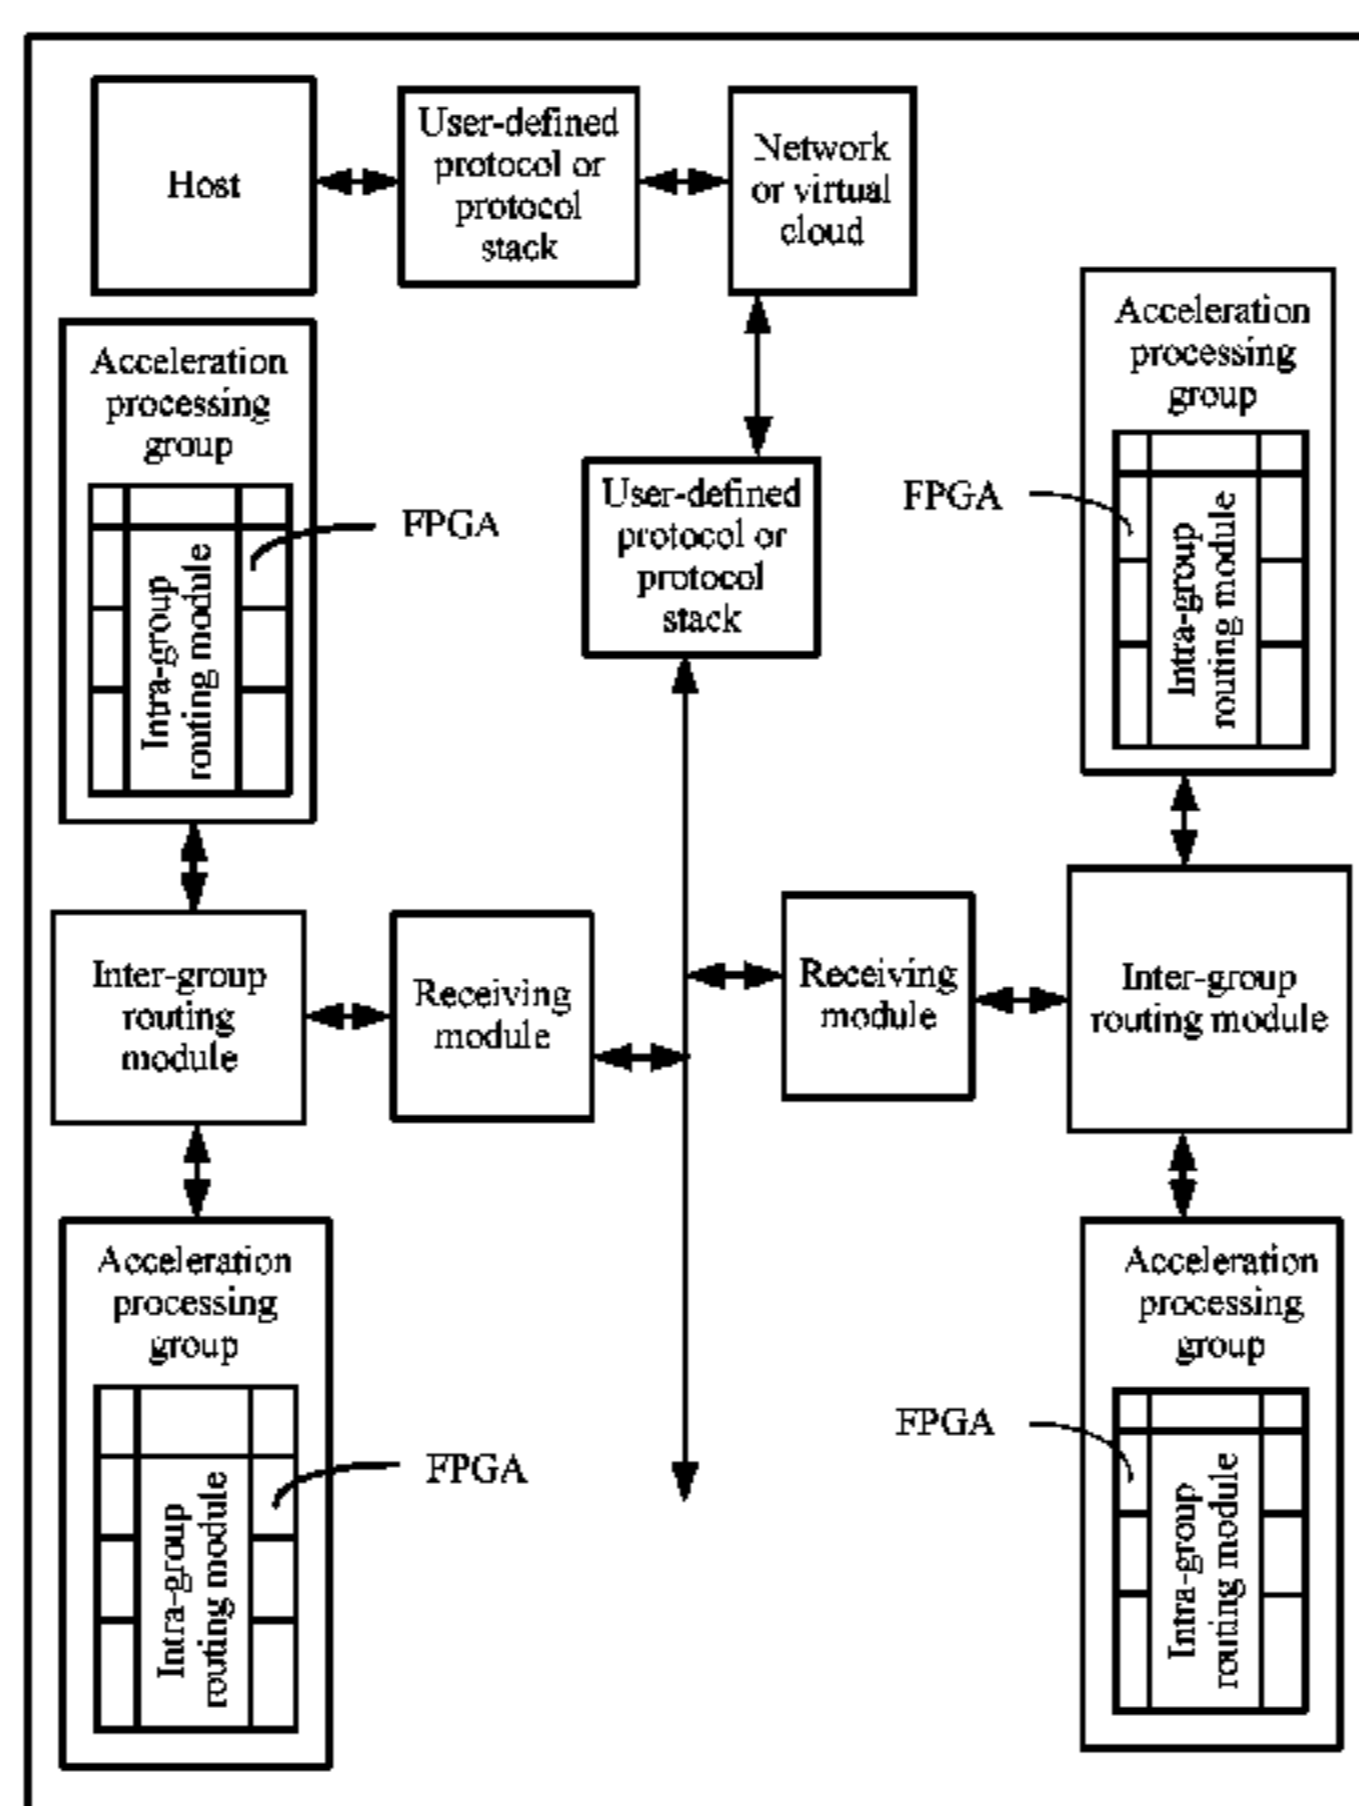 Host
User-defined
protocol or
protocol
stack
Network
or virtual
cloud
Acceleration
processing
group
FPGA
Intra-group
routing module
Acceleration
processing
group
FPGA
Intra-group
routing module
User-defined
protocol or
protocol
stack
Inter-group
routing
module
Receiving
module
Receiving
module
Inter-group
routing module
Acceleration
processing
group
FPGA
Intra-group
routing module
Acceleration
processing
group
FPGA
Intra-group
routing module